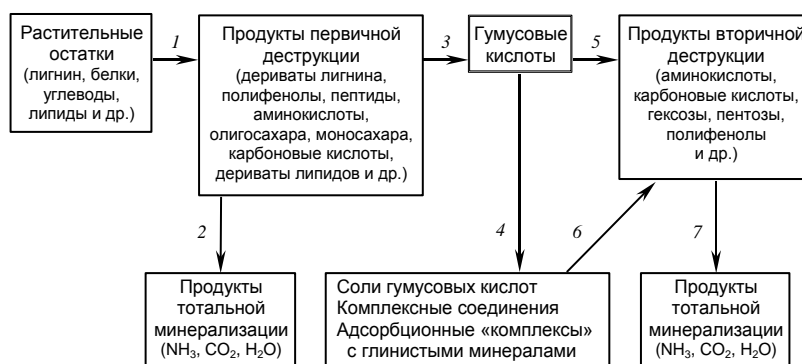 Растительные
остатки
(лигнин, белки,
углеводы,
липиды и др.)
1
Продукты первичной
деструкции
(дериваты лигнина,
полифенолы, пептиды,
аминокислоты,
олигосахара, моносахара,
карбоновые кислоты,
дериваты липидов и др.)
3
Гумусовые
кислоты
5
Продукты вторичной
деструкции
(аминокислоты,
карбоновые кислоты,
гексозы, пентозы,
полифенолы
и др.)
2
4
6
7
Продукты
тотальной
минерализации
(NH₃, CO₂, H₂O)
Соли гумусовых кислот
Комплексные соединения
Адсорбционные «комплексы»
с глинистыми минералами
Продукты
тотальной
минерализации
(NH₃, CO₂, H₂O)